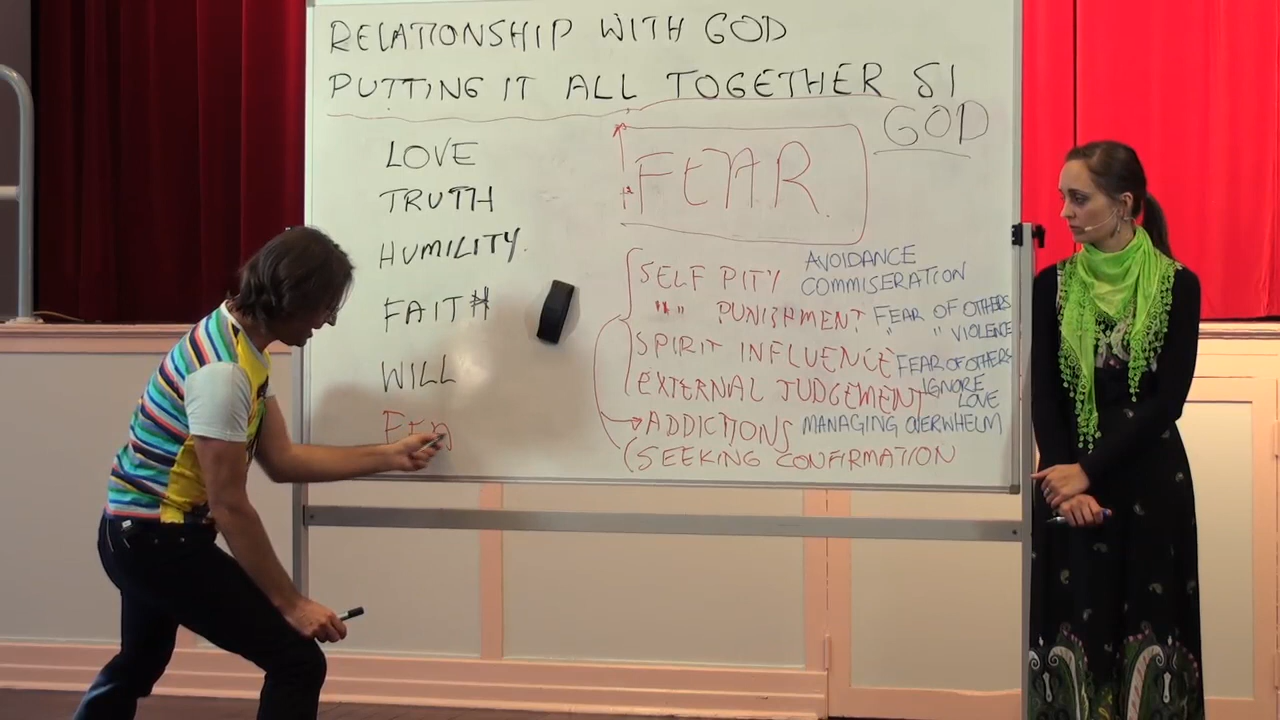 RELATIONSHIP WITH GOD
PUTTING IT ALL TOGETHER S1
GOD
LOVE
TRUTH
HUMILITY.
FAITH
WILL
FEA
FEAR.
SELF PITY AVOIDANCE COMMISERATION
" " PUNISHMENT FEAR OF OTHERS
" " VIOLENCE
SPIRIT INFLUENCE FEAR OF OTHERS
EXTERNAL JUDGEMENT IGNORE LOVE
ADDICTIONS MANAGING OVERWHELM
SEEKING CONFIRMATION